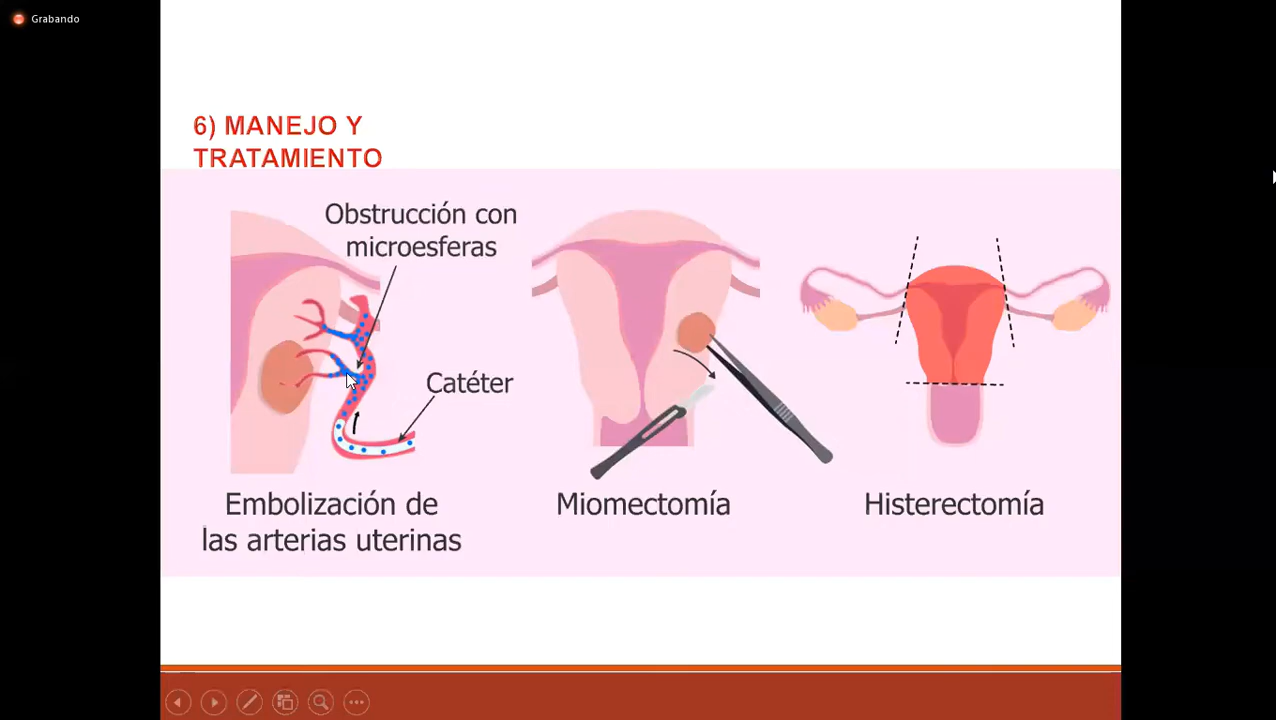 Grabando
6) MANEJO Y
TRATAMIENTO
Obstrucción con
microesferas
Catéter
Embolización de
las arterias uterinas
Miomectomía
Histerectomía